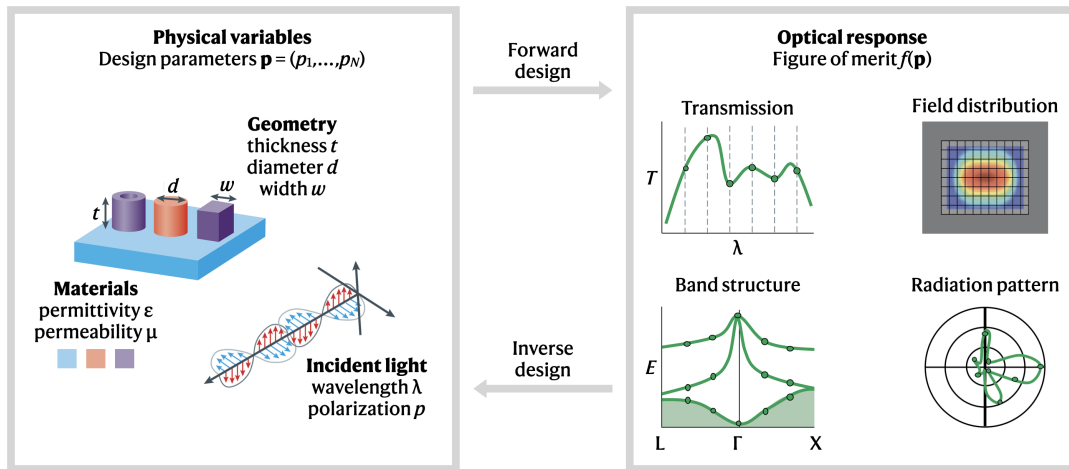 Physical variables
Design parameters p = (p₁,...,p_N)
Geometry
thickness t
diameter d
width w
t
d
w
Materials
permittivity ε
permeability μ
Incident light
wavelength λ
polarization p
Forward
design
Inverse
design
Optical response
Figure of merit f(p)
Transmission
T
λ
Field distribution
Band structure
E
L
Γ
X
Radiation pattern